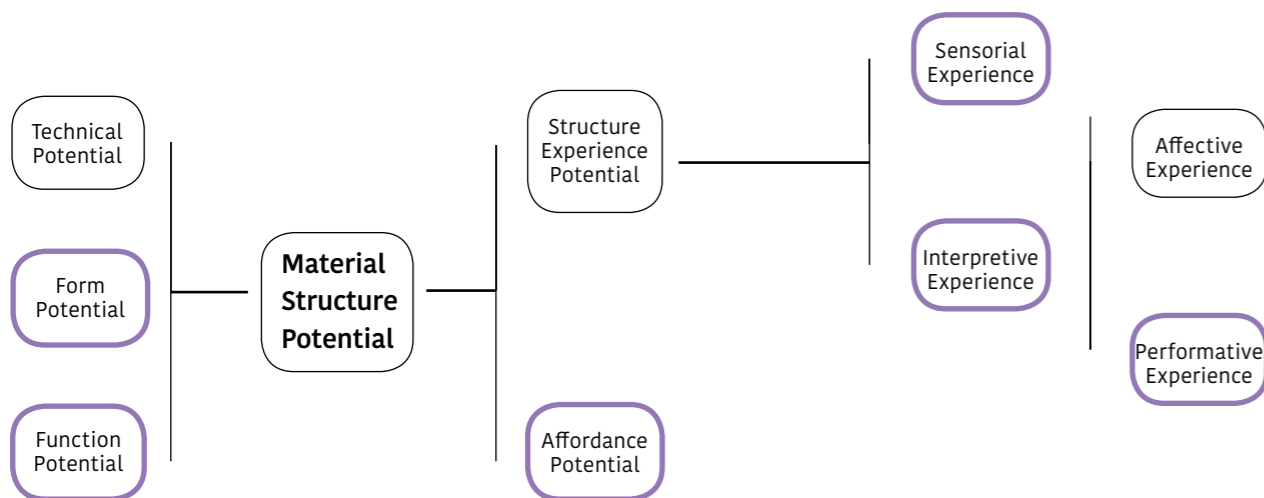 Technical
Potential
Form
Potential
Function
Potential
Material
Structure
Potential
Structure
Experience
Potential
Affordance
Potential
Sensorial
Experience
Interpretive
Experience
Affective
Experience
Performative
Experience